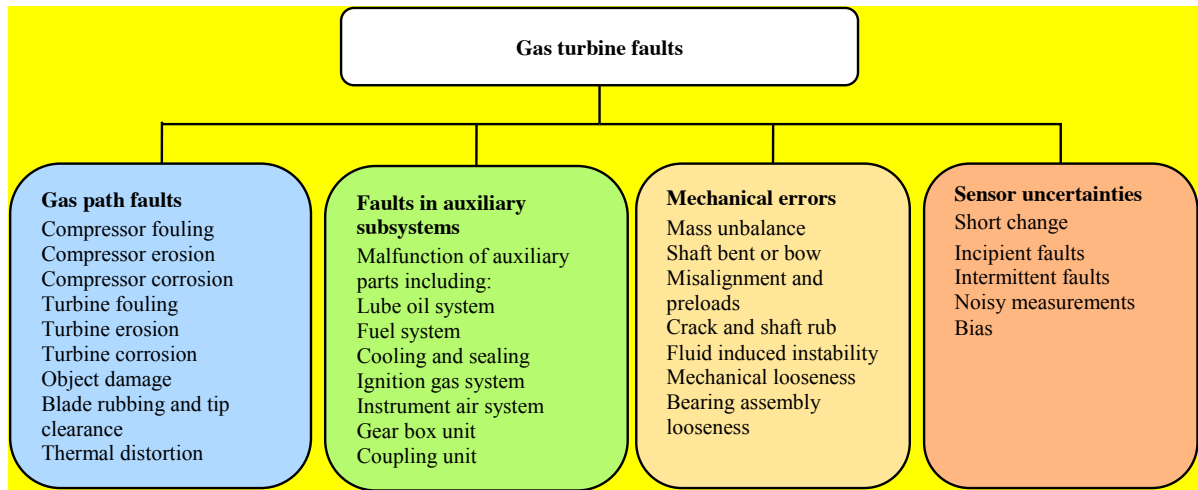 Gas turbine faults
Gas path faults
Compressor fouling
Compressor erosion
Compressor corrosion
Turbine fouling
Turbine erosion
Turbine corrosion
Object damage
Blade rubbing and tip
clearance
Thermal distortion
Faults in auxiliary
subsystems
Malfunction of auxiliary
parts including:
Lube oil system
Fuel system
Cooling and sealing
Ignition gas system
Instrument air system
Gear box unit
Coupling unit
Mechanical errors
Mass unbalance
Shaft bent or bow
Misalignment and
preloads
Crack and shaft rub
Fluid induced instability
Mechanical looseness
Bearing assembly
looseness
Sensor uncertainties
Short change
Incipient faults
Intermittent faults
Noisy measurements
Bias